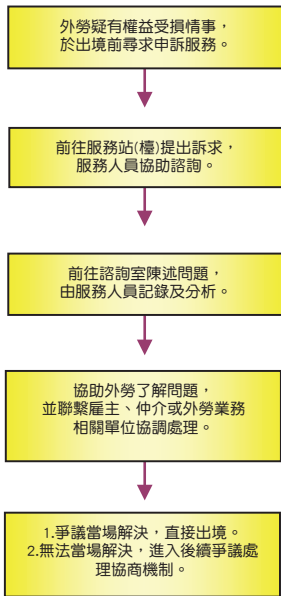 外勞疑有權益受損情事，
於出境前尋求申訴服務。
前往服務站(檯)提出訴求，
服務人員協助諮詢。
前往諮詢室陳述問題，
由服務人員記錄及分析。
協助外勞了解問題，
並聯繫雇主、仲介或外勞業務
相關單位協調處理。
1.爭議當場解決，直接出境。
2.無法當場解決，進入後續爭議處
理協商機制。